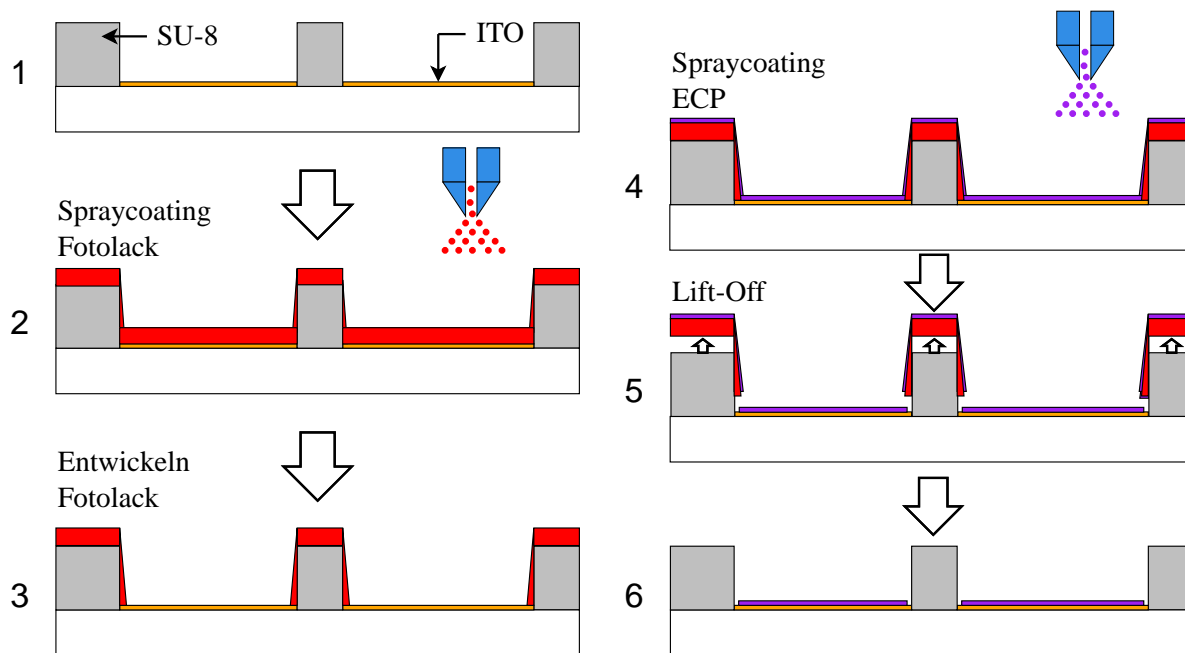 SU-8
ITO
1
Spraycoating
Fotolack
2
Entwickeln
Fotolack
3
Spraycoating
ECP
4
Lift-Off
5
6